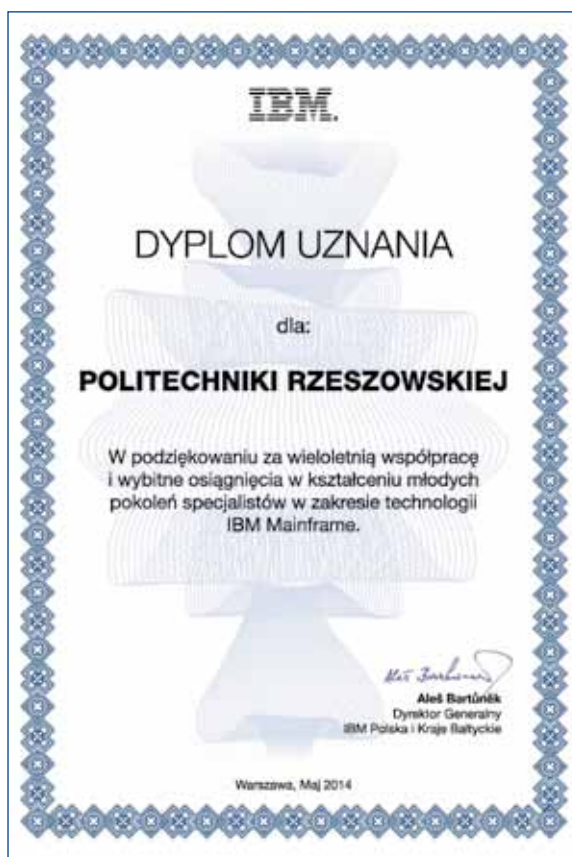 IBM.
DYPLOM UZNANIA
dla:
POLITECHNIKI RZESZOWSKIEJ
W podziękowaniu za wieloletnią współpracę
i wybitne osiągnięcia w kształceniu młodych
pokoleń specjalistów w zakresie technologii
IBM Mainframe.
Aleš Bartůněk
Dyrektor Generalny
IBM Polska i Kraje Bałtyckie
Warszawa, Maj 2014